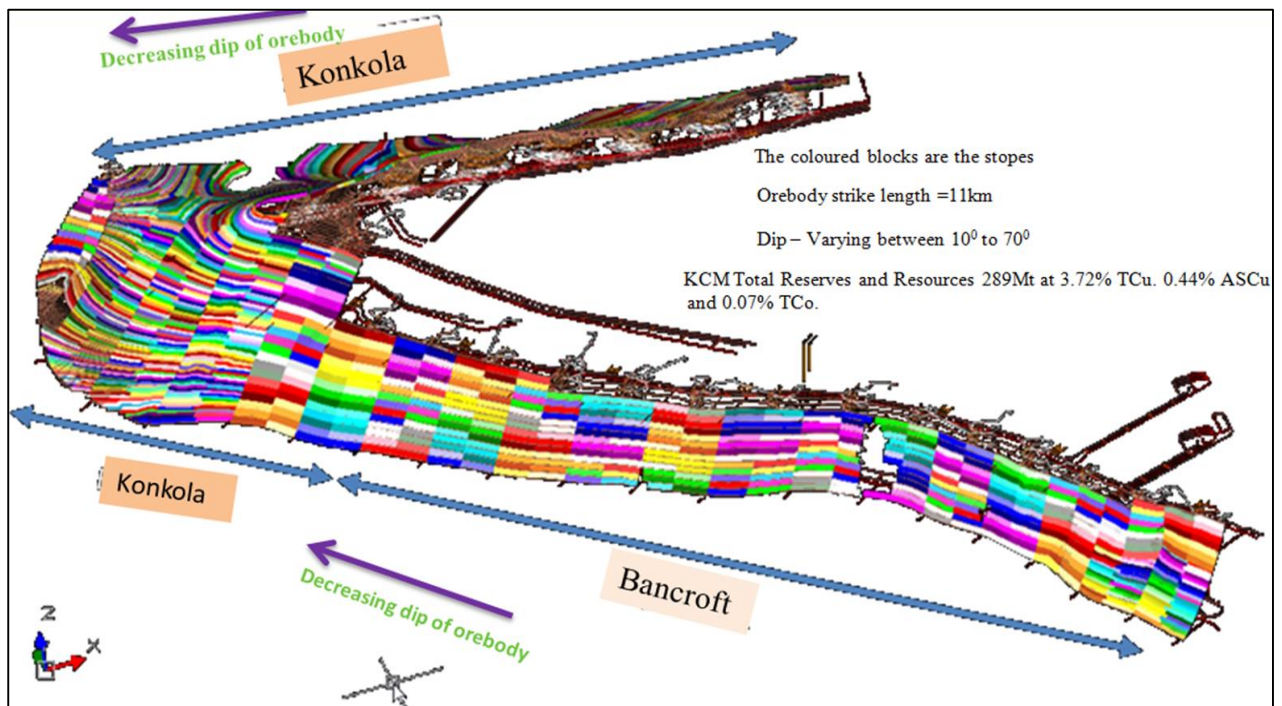 Decreasing dip of orebody
Konkola
The coloured blocks are the stopes
Orebody strike length =11km
Dip – Varying between 10⁰ to 70⁰
KCM Total Reserves and Resources 289Mt at 3.72% TCu. 0.44% ASCu
and 0.07% TCo.
Konkola
Bancroft
Decreasing dip of orebody
Z
X